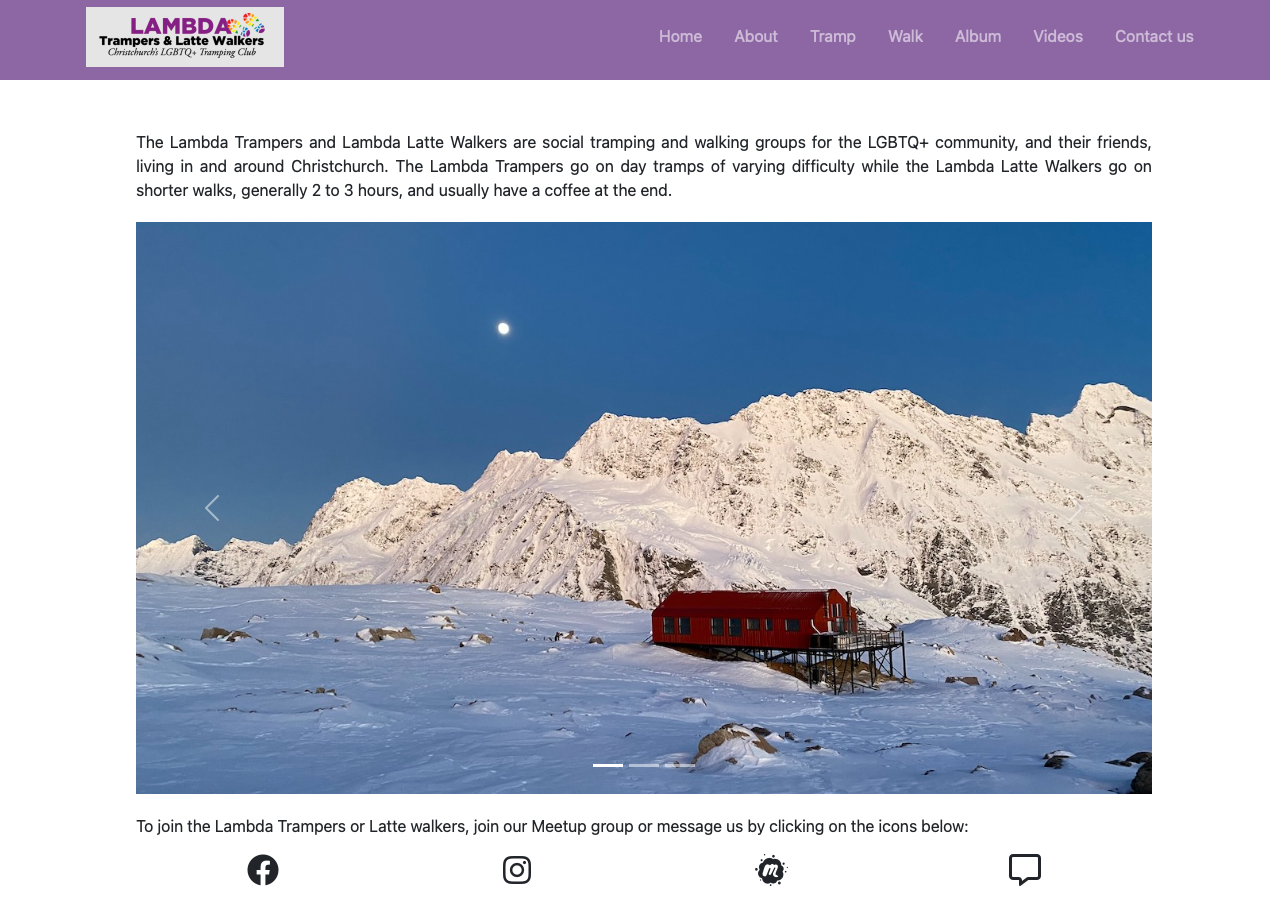 LAMBDA
Trampers & Latte Walkers
Christchurch's LGBTQ+ Tramping Club
Home About Tramp Walk Album Videos Contact us
The Lambda Trampers and Lambda Latte Walkers are social tramping and walking groups for the LGBTQ+ community, and their friends,
living in and around Christchurch. The Lambda Trampers go on day tramps of varying difficulty while the Lambda Latte Walkers go on
shorter walks, generally 2 to 3 hours, and usually have a coffee at the end.
To join the Lambda Trampers or Latte walkers, join our Meetup group or message us by clicking on the icons below: